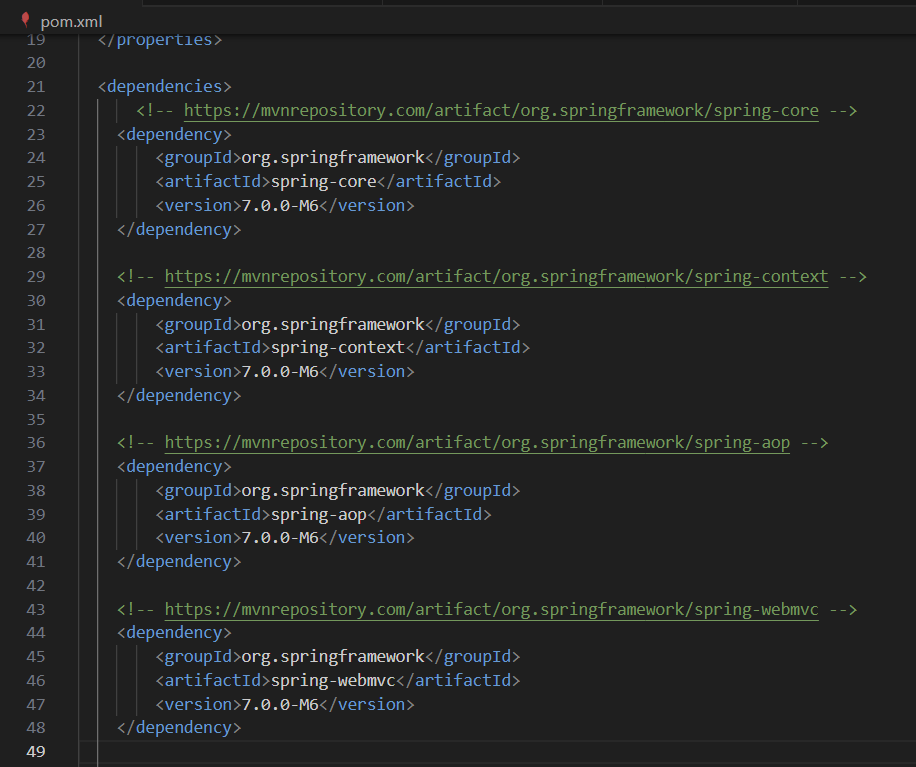 pom.xml
19 </properties>
20
21 <dependencies>
22 <!-- https://mvnrepository.com/artifact/org.springframework/spring-core -->
23 <dependency>
24 <groupId>org.springframework</groupId>
25 <artifactId>spring-core</artifactId>
26 <version>7.0.0-M6</version>
27 </dependency>
28
29 <!-- https://mvnrepository.com/artifact/org.springframework/spring-context -->
30 <dependency>
31 <groupId>org.springframework</groupId>
32 <artifactId>spring-context</artifactId>
33 <version>7.0.0-M6</version>
34 </dependency>
35
36 <!-- https://mvnrepository.com/artifact/org.springframework/spring-aop -->
37 <dependency>
38 <groupId>org.springframework</groupId>
39 <artifactId>spring-aop</artifactId>
40 <version>7.0.0-M6</version>
41 </dependency>
42
43 <!-- https://mvnrepository.com/artifact/org.springframework/spring-webmvc -->
44 <dependency>
45 <groupId>org.springframework</groupId>
46 <artifactId>spring-webmvc</artifactId>
47 <version>7.0.0-M6</version>
48 </dependency>
49